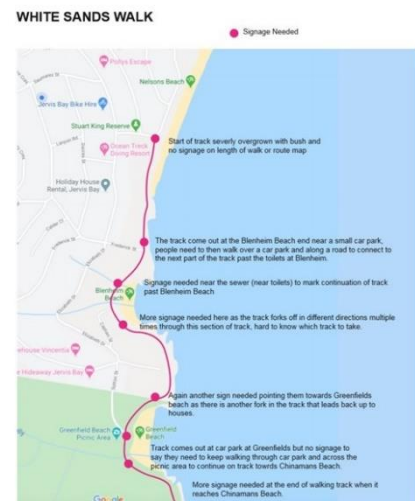 WHITE SANDS WALK
Signage Needed
Pollys Escape
Nelsons Beach
Jervis Bay Bike Hire
Stuart King Reserve
Ocean Treck
Diving Resort
Start of track severly overgrown with bush and
no signage on length of walk or route map
Holiday House
Rental, Jervis Bay
The track come out at the Blenheim Beach end near a small car park,
people need to then walk over a car park and along a road to connect to
the next part of the track past the toilets at Blenheim.
Signage needed near the sewer (near toilets) to mark continuation of track
past Blenheim Beach
Blenheim
Beach
More signage needed here as the track forks off in different directions multiple
times through this section of track, hard to know which track to take.
ehouse Vincentia
e Hideaway Jervis Bay
Again another sign needed pointing them towards Greenfields
beach as there is another fork in the track that leads back up to
houses.
Greenfield Beach
Picnic Area
Greenfield
Beach
Track comes out at car park at Greenfields but no signage to
say they need to keep walking through car park and across the
picnic area to continue on track towrds Chinamans Beach.
More signage needed at the end of walking track when it
reaches Chinamans Beach.
Google